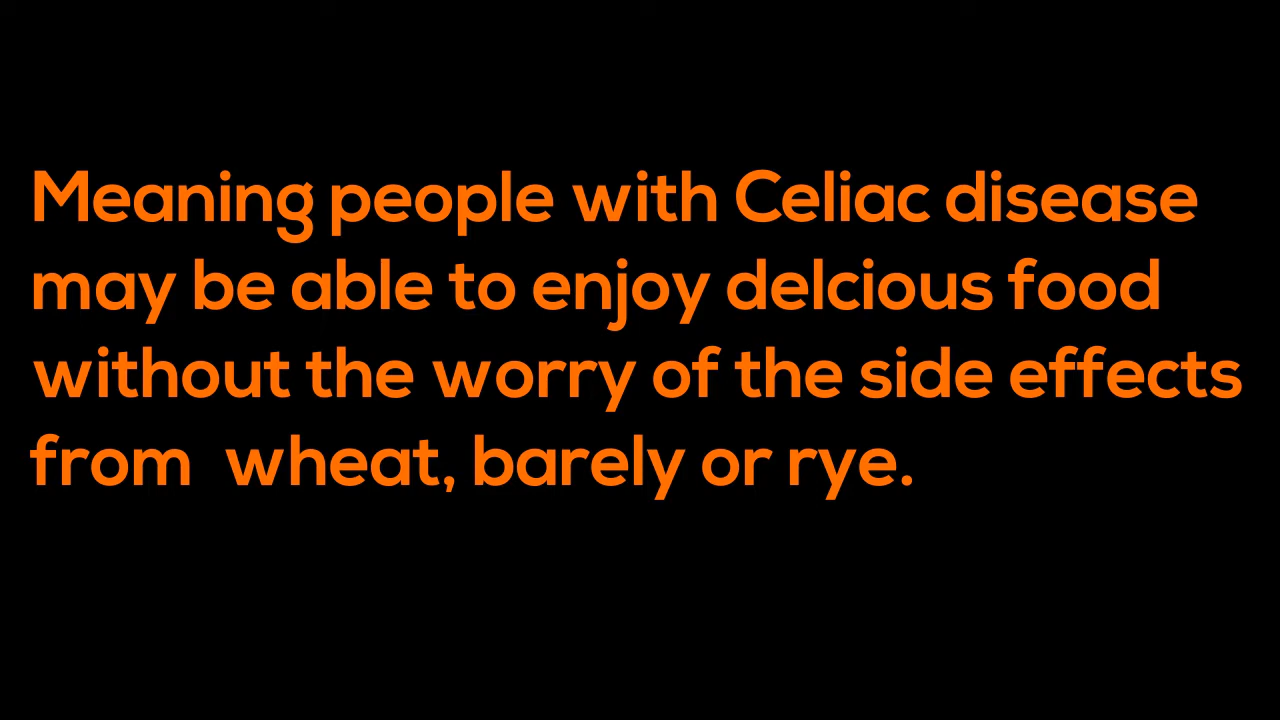 Meaning people with Celiac disease
may be able to enjoy delcious food
without the worry of the side effects
from  wheat, barely or rye.